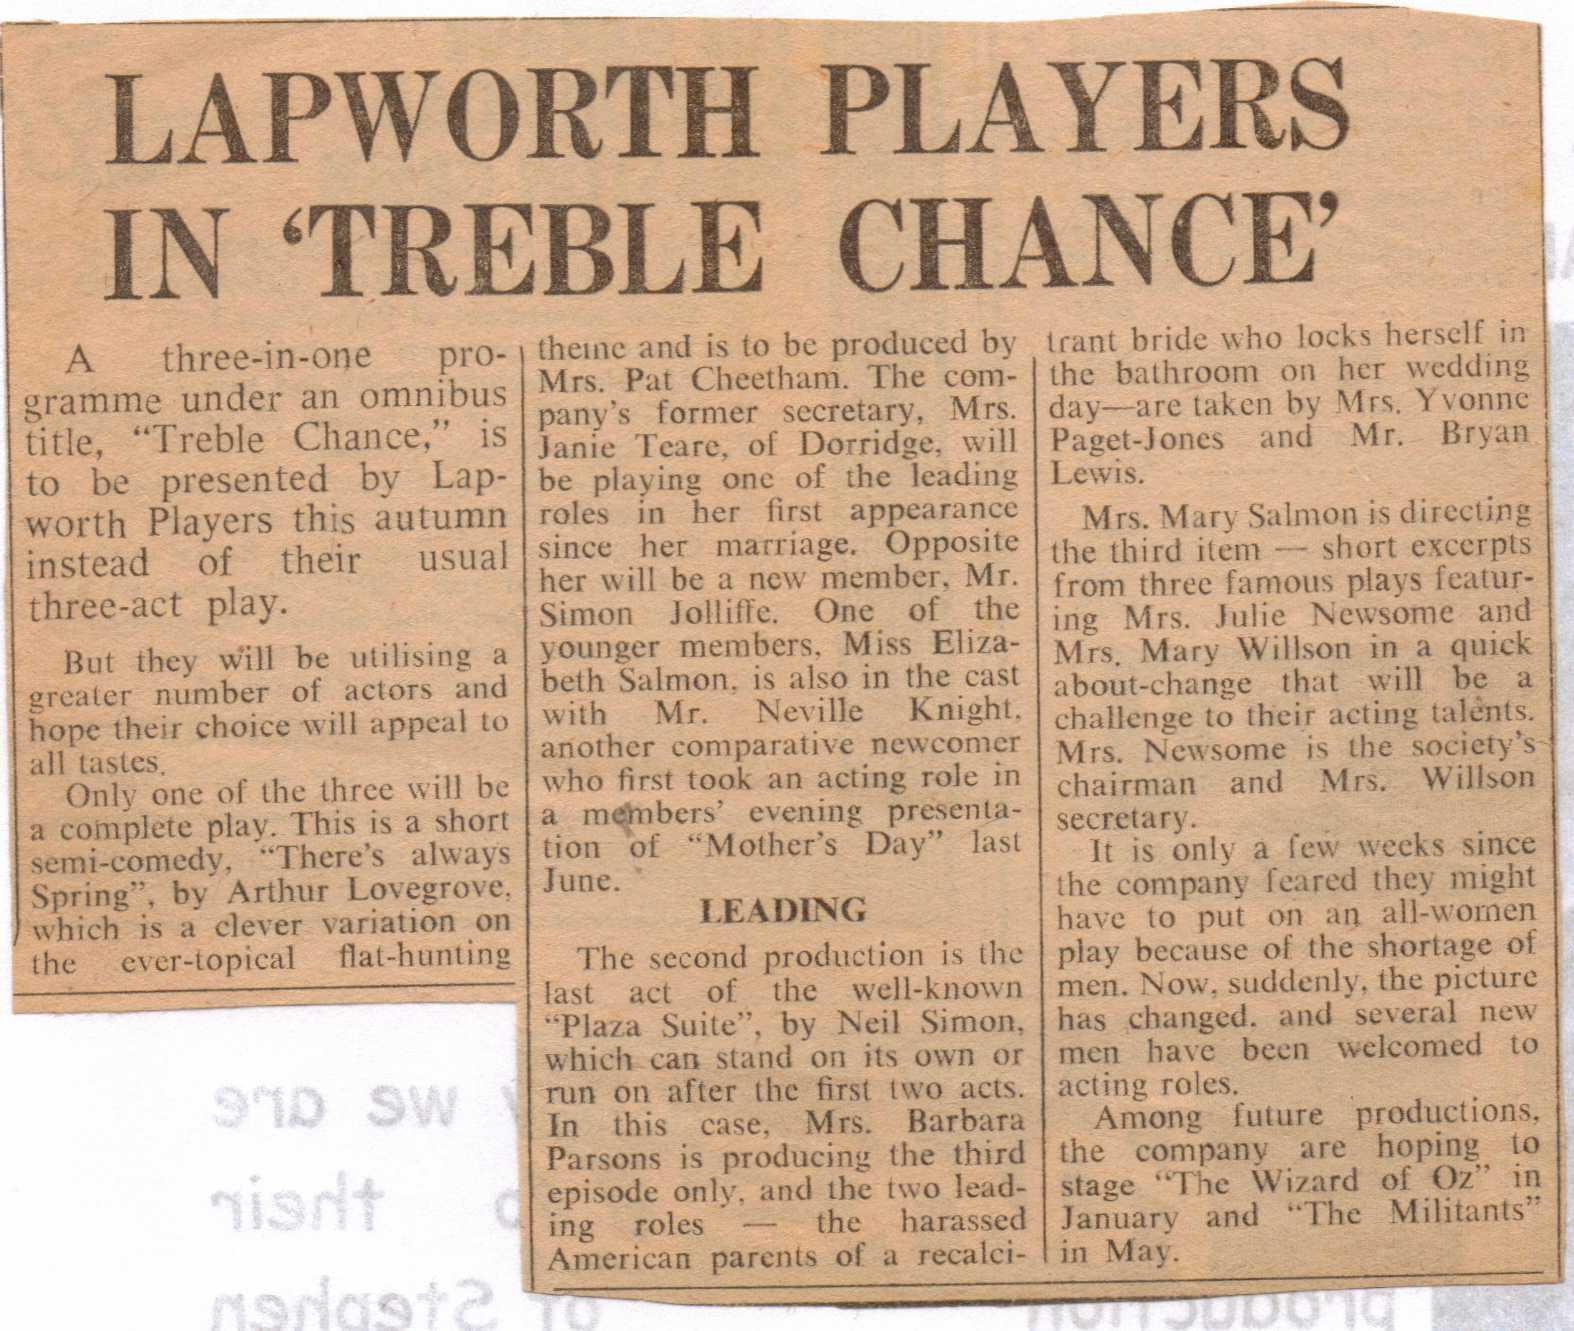 LAPWORTH PLAYERS
IN ‘TREBLE CHANCE’
A three-in-one pro-
gramme under an omnibus
title, “Treble Chance,” is
to be presented by Lap-
worth Players this autumn
instead of their usual
three-act play.
But they will be utilising a
greater number of actors and
hope their choice will appeal to
all tastes.
Only one of the three will be
a complete play. This is a short
semi-comedy, “There’s always
Spring”, by Arthur Lovegrove,
which is a clever variation on
the ever-topical flat-hunting
theme and is to be produced by
Mrs. Pat Cheetham. The com-
pany’s former secretary, Mrs.
Janie Teare, of Dorridge, will
be playing one of the leading
roles in her first appearance
since her marriage. Opposite
her will be a new member, Mr.
Simon Jolliffe. One of the
younger members, Miss Eliza-
beth Salmon, is also in the cast
with Mr. Neville Knight,
another comparative newcomer
who first took an acting role in
a members’ evening presenta-
tion of “Mother’s Day” last
June.
LEADING
The second production is the
last act of the well-known
“Plaza Suite”, by Neil Simon,
which can stand on its own or
run on after the first two acts.
In this case, Mrs. Barbara
Parsons is producing the third
episode only, and the two lead-
ing roles — the harassed
American parents of a recalci-
trant bride who locks herself in
the bathroom on her wedding
day—are taken by Mrs. Yvonne
Paget-Jones and Mr. Bryan
Lewis.
Mrs. Mary Salmon is directing
the third item — short excerpts
from three famous plays featur-
ing Mrs. Julie Newsome and
Mrs. Mary Willson in a quick
about-change that will be a
challenge to their acting talents.
Mrs. Newsome is the society’s
chairman and Mrs. Willson
secretary.
It is only a few weeks since
the company feared they might
have to put on an all-women
play because of the shortage of
men. Now, suddenly, the picture
has changed. and several new
men have been welcomed to
acting roles.
Among future productions,
the company are hoping to
stage “The Wizard of Oz” in
January and “The Militants”
in May.
we are
their
of Stephen
production